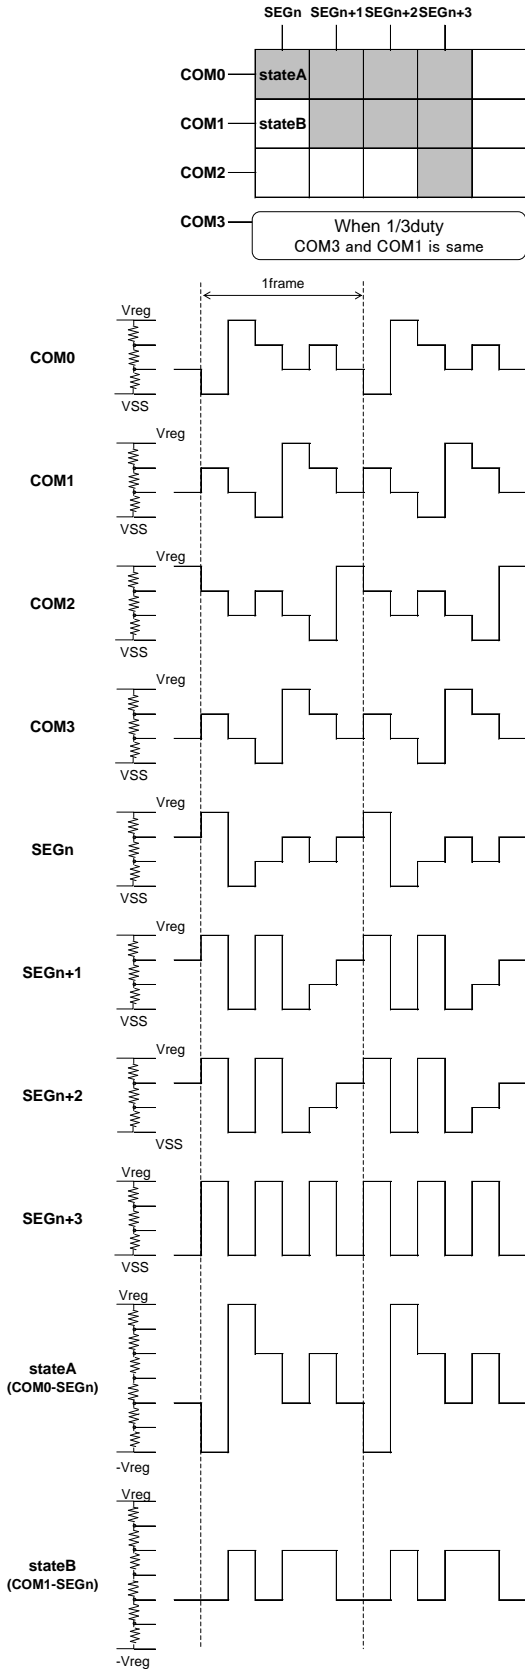 SEGn SEGn+1 SEGn+2 SEGn+3
COM0 stateA
COM1 stateB
COM2
COM3 When 1/3duty
COM3 and COM1 is same
1frame
Vreg
COM0
VSS
Vreg
COM1
VSS
Vreg
COM2
VSS
Vreg
COM3
VSS
Vreg
SEGn
VSS
Vreg
SEGn+1
VSS
Vreg
SEGn+2
VSS
Vreg
SEGn+3
VSS
Vreg
stateA
(COM0-SEGn)
-Vreg
Vreg
stateB
(COM1-SEGn)
-Vreg